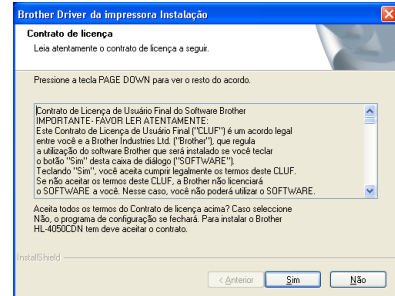 Brother Driver da impressora Instalação
Contrato de licença
Leia atentamente o contrato de licença a seguir.
Pressione a tecla PAGE DOWN para ver o resto do acordo.
Contrato de Licença de Usuário Final do Software Brother
IMPORTANTE- FAVOR LER ATENTAMENTE:
Este Contrato de Licença de Usuário Final ("CLUF") é um acordo legal
entre você e a Brother Industries Ltd. ("Brother"), que regula
a utilização do software Brother que será instalado se você teclar
o botão "Sim" desta caixa de diálogo ("SOFTWARE").
Teclando "Sim", você aceita cumprir legalmente os termos deste CLUF.
Se não aceitar os termos deste CLUF, a Brother não licenciará
o SOFTWARE a você. Nesse caso, você não poderá utilizar o SOFTWARE.
Aceita todos os termos do Contrato de licença acima? Caso seleccione
Não, o programa de configuração se fechará. Para instalar o Brother
HL-4050CDN tem deve aceitar o contrato.
InstallShield
< Anterior Sim Não